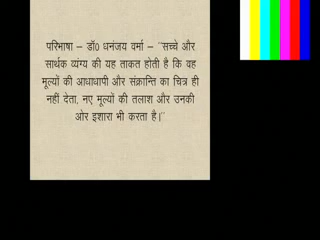 परिभाषा – डॉ0 धनंजय वर्मा – "सच्चे और
सार्थक व्यंग्य की यह ताकत होती है कि वह
मूल्यों की आधाधापी और संक्रान्ति का चित्र ही
नहीं देता, नए मूल्यों की तलाश और उनकी
ओर इशारा भी करता है।"